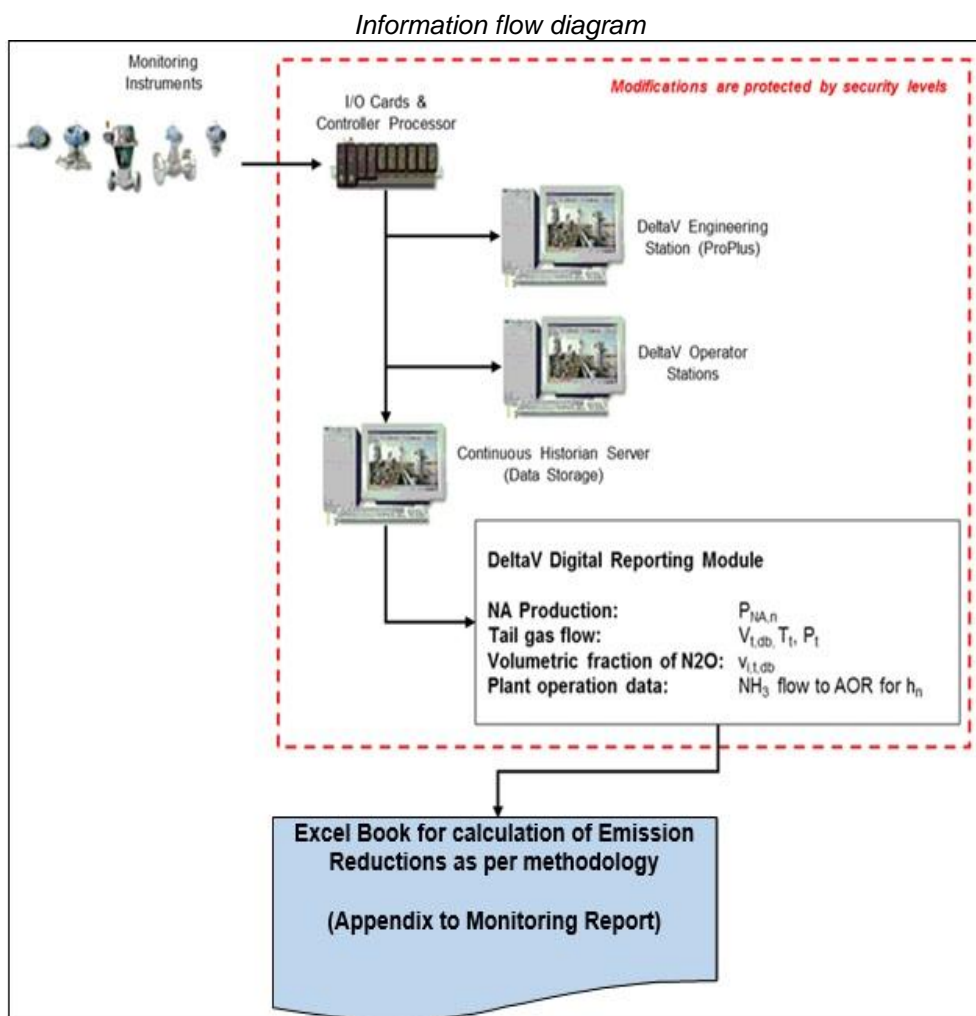 Information flow diagram
Monitoring
Instruments
Modifications are protected by security levels
I/O Cards &
Controller Processor
DeltaV Engineering
Station (ProPlus)
DeltaV Operator
Stations
Continuous Historian Server
(Data Storage)
DeltaV Digital Reporting Module
NA Production: P_NA,n
Tail gas flow: V_t,db, T_t, P_t
Volumetric fraction of N2O: v_i,t,db
Plant operation data: NH₃ flow to AOR for h_n
Excel Book for calculation of Emission
Reductions as per methodology
(Appendix to Monitoring Report)